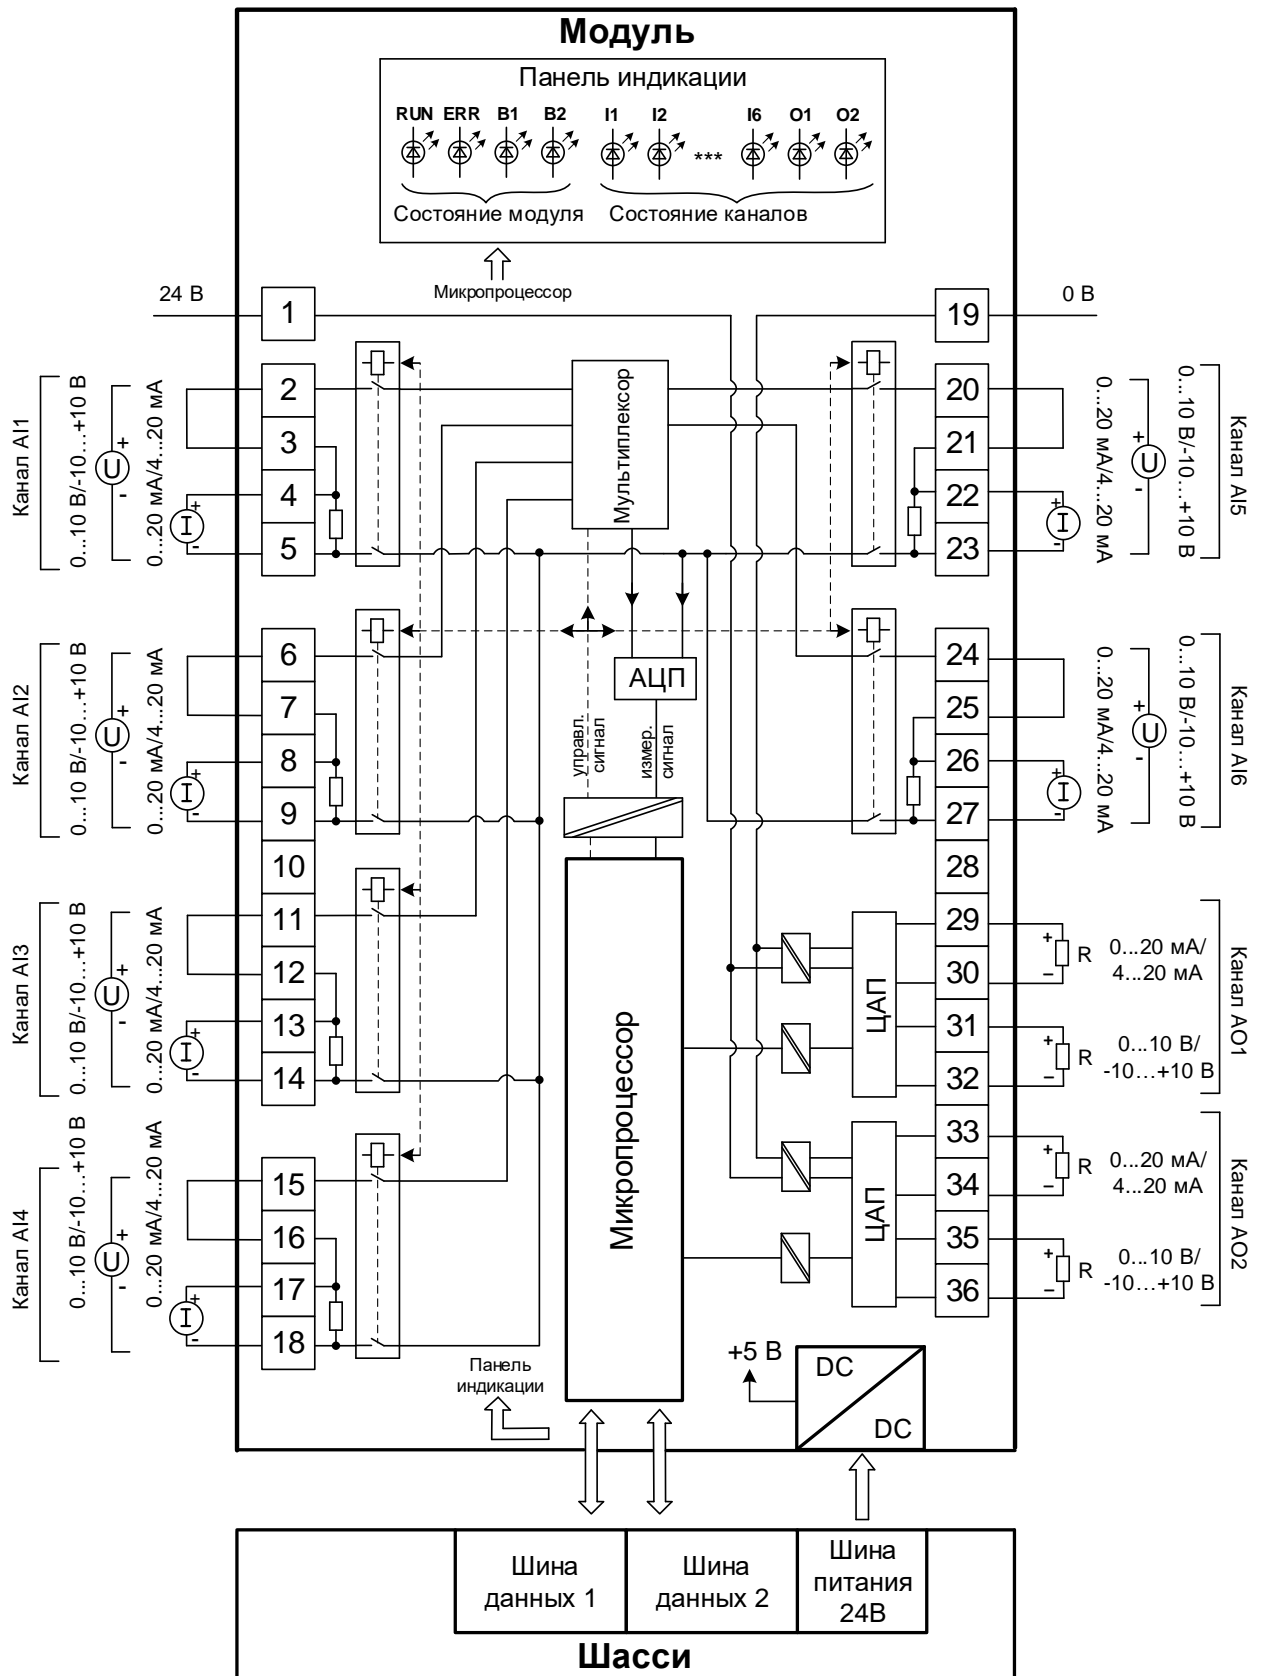 Модуль
Панель индикации
RUN ERR B1 B2 I1 I2 *** I6 O1 O2
Состояние модуля Состояние каналов
Микропроцессор
24 В
0 В
1
2
3
4
5
6
7
8
9
10
11
12
13
14
15
16
17
18
19
20
21
22
23
24
25
26
27
28
29
30
31
32
33
34
35
36
Канал AI1
0...10 В/-10...+10 В
U
+
-
0...20 мА/4...20 мА
I
+
-
Канал AI2
0...10 В/-10...+10 В
U
+
-
0...20 мА/4...20 мА
I
+
-
Канал AI3
0...10 В/-10...+10 В
U
+
-
0...20 мА/4...20 мА
I
+
-
Канал AI4
0...10 В/-10...+10 В
U
+
-
0...20 мА/4...20 мА
I
+
-
Мультиплексор
АЦП
управл.
сигнал
измер.
сигнал
Микропроцессор
I
+
-
0...20 мА/4...20 мА
U
+
-
0...10 В/-10...+10 В
Канал AI5
I
+
-
0...20 мА/4...20 мА
U
+
-
0...10 В/-10...+10 В
Канал AI6
ЦАП
+
–
R
0...20 мА/
4...20 мА
+
–
R
0...10 В/
-10...+10 В
Канал AO1
ЦАП
+
–
R
0...20 мА/
4...20 мА
+
–
R
0...10 В/
-10...+10 В
Канал AO2
Панель
индикации
+5 В
DC
DC
Шина
данных 1
Шина
данных 2
Шина
питания
24В
Шасси